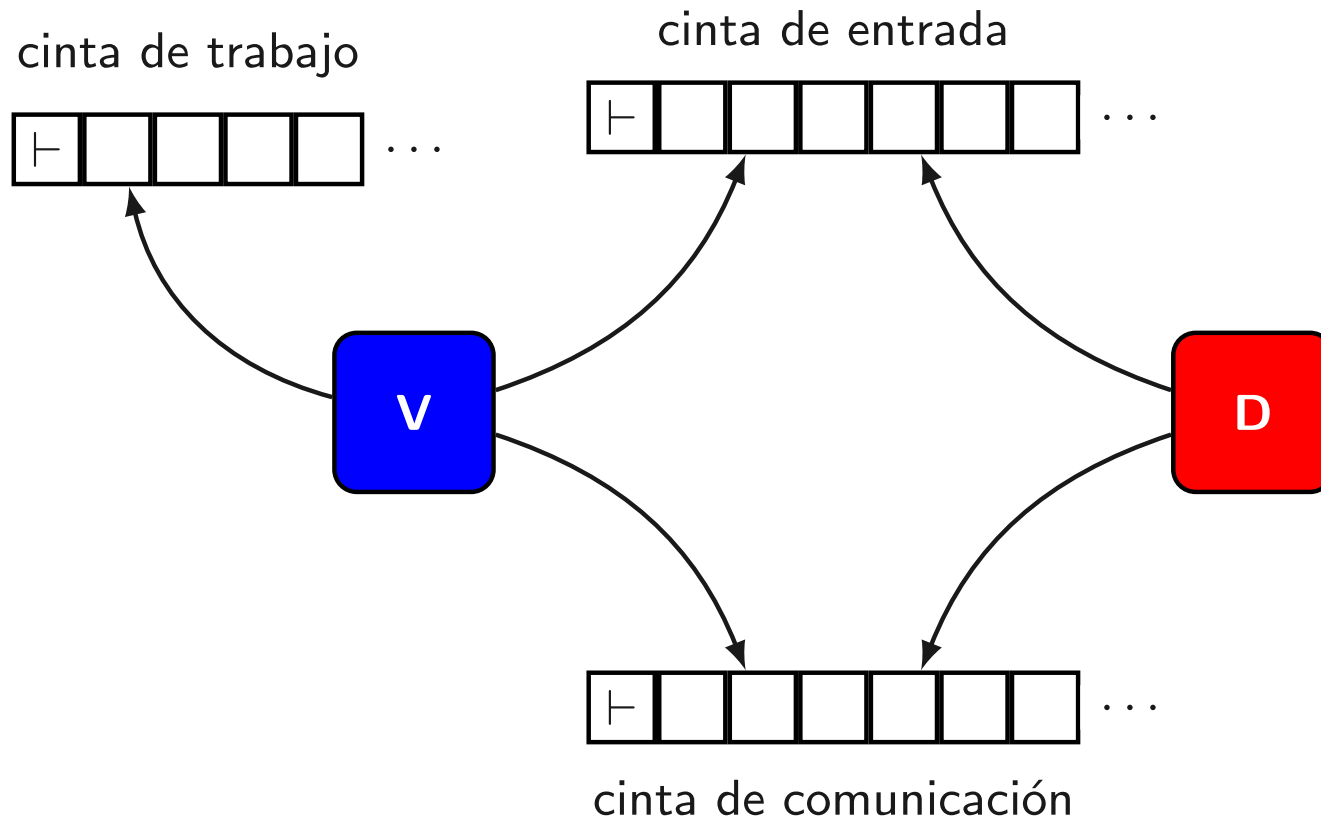 cinta de trabajo
cinta de entrada
⊢ ···
⊢ ···
V
D
⊢ ···
cinta de comunicación